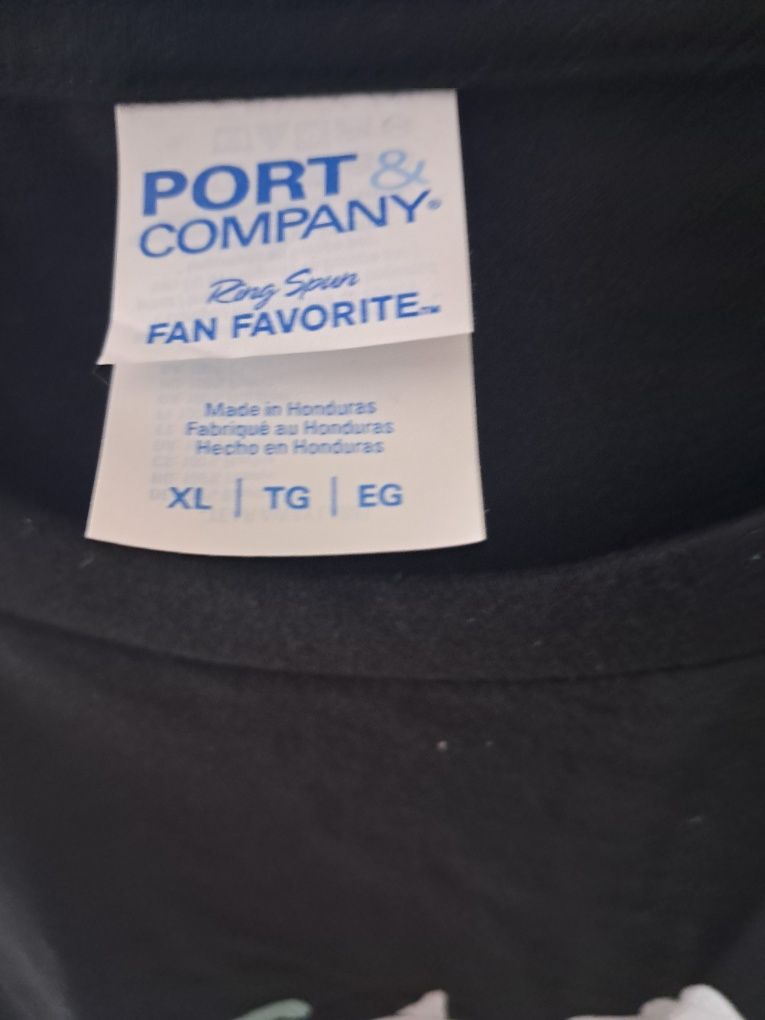 PORT &
COMPANY®
Ring Spun
FAN FAVORITE™
Made in Honduras
Fabriqué au Honduras
Hecho en Honduras
XL | TG | EG